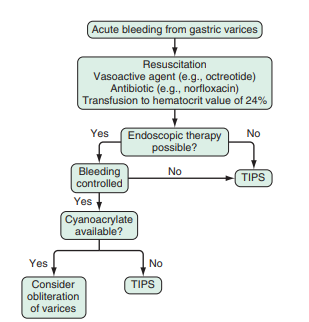 Acute bleeding from gastric varices
Resuscitation
Vasoactive agent (e.g., octreotide)
Antibiotic (e.g., norfloxacin)
Transfusion to hematocrit value of 24%
Yes
Endoscopic therapy
possible?
No
Bleeding
controlled
No
TIPS
Yes
Cyanoacrylate
available?
Yes
No
Consider
obliteration
of varices
TIPS